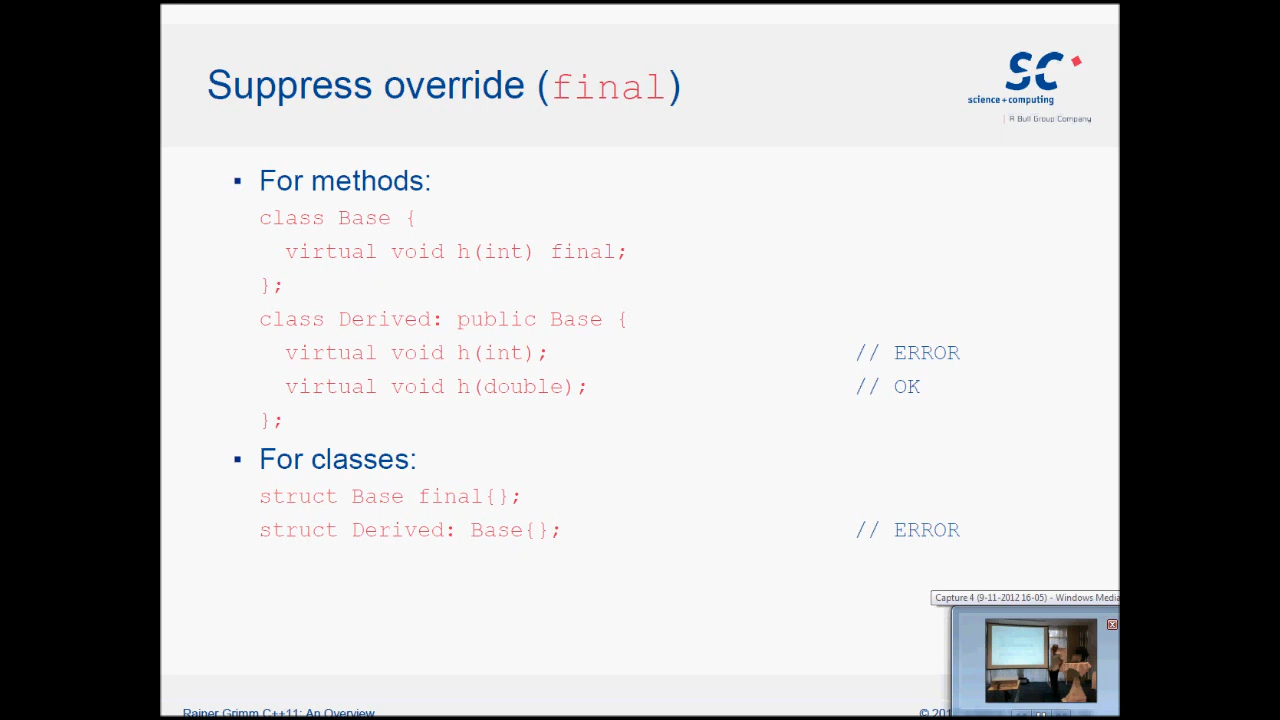 Suppress override (final)
SC
science + computing
A Bull Group Company
▪ For methods:
class Base {
virtual void h(int) final;
};
class Derived: public Base {
virtual void h(int); // ERROR
virtual void h(double); // OK
};
▪ For classes:
struct Base final{};
struct Derived: Base{}; // ERROR
Capture 4 (9-11-2012 16-05) - Windows Media
Rainer Grimm C++11: An Overview
© 201